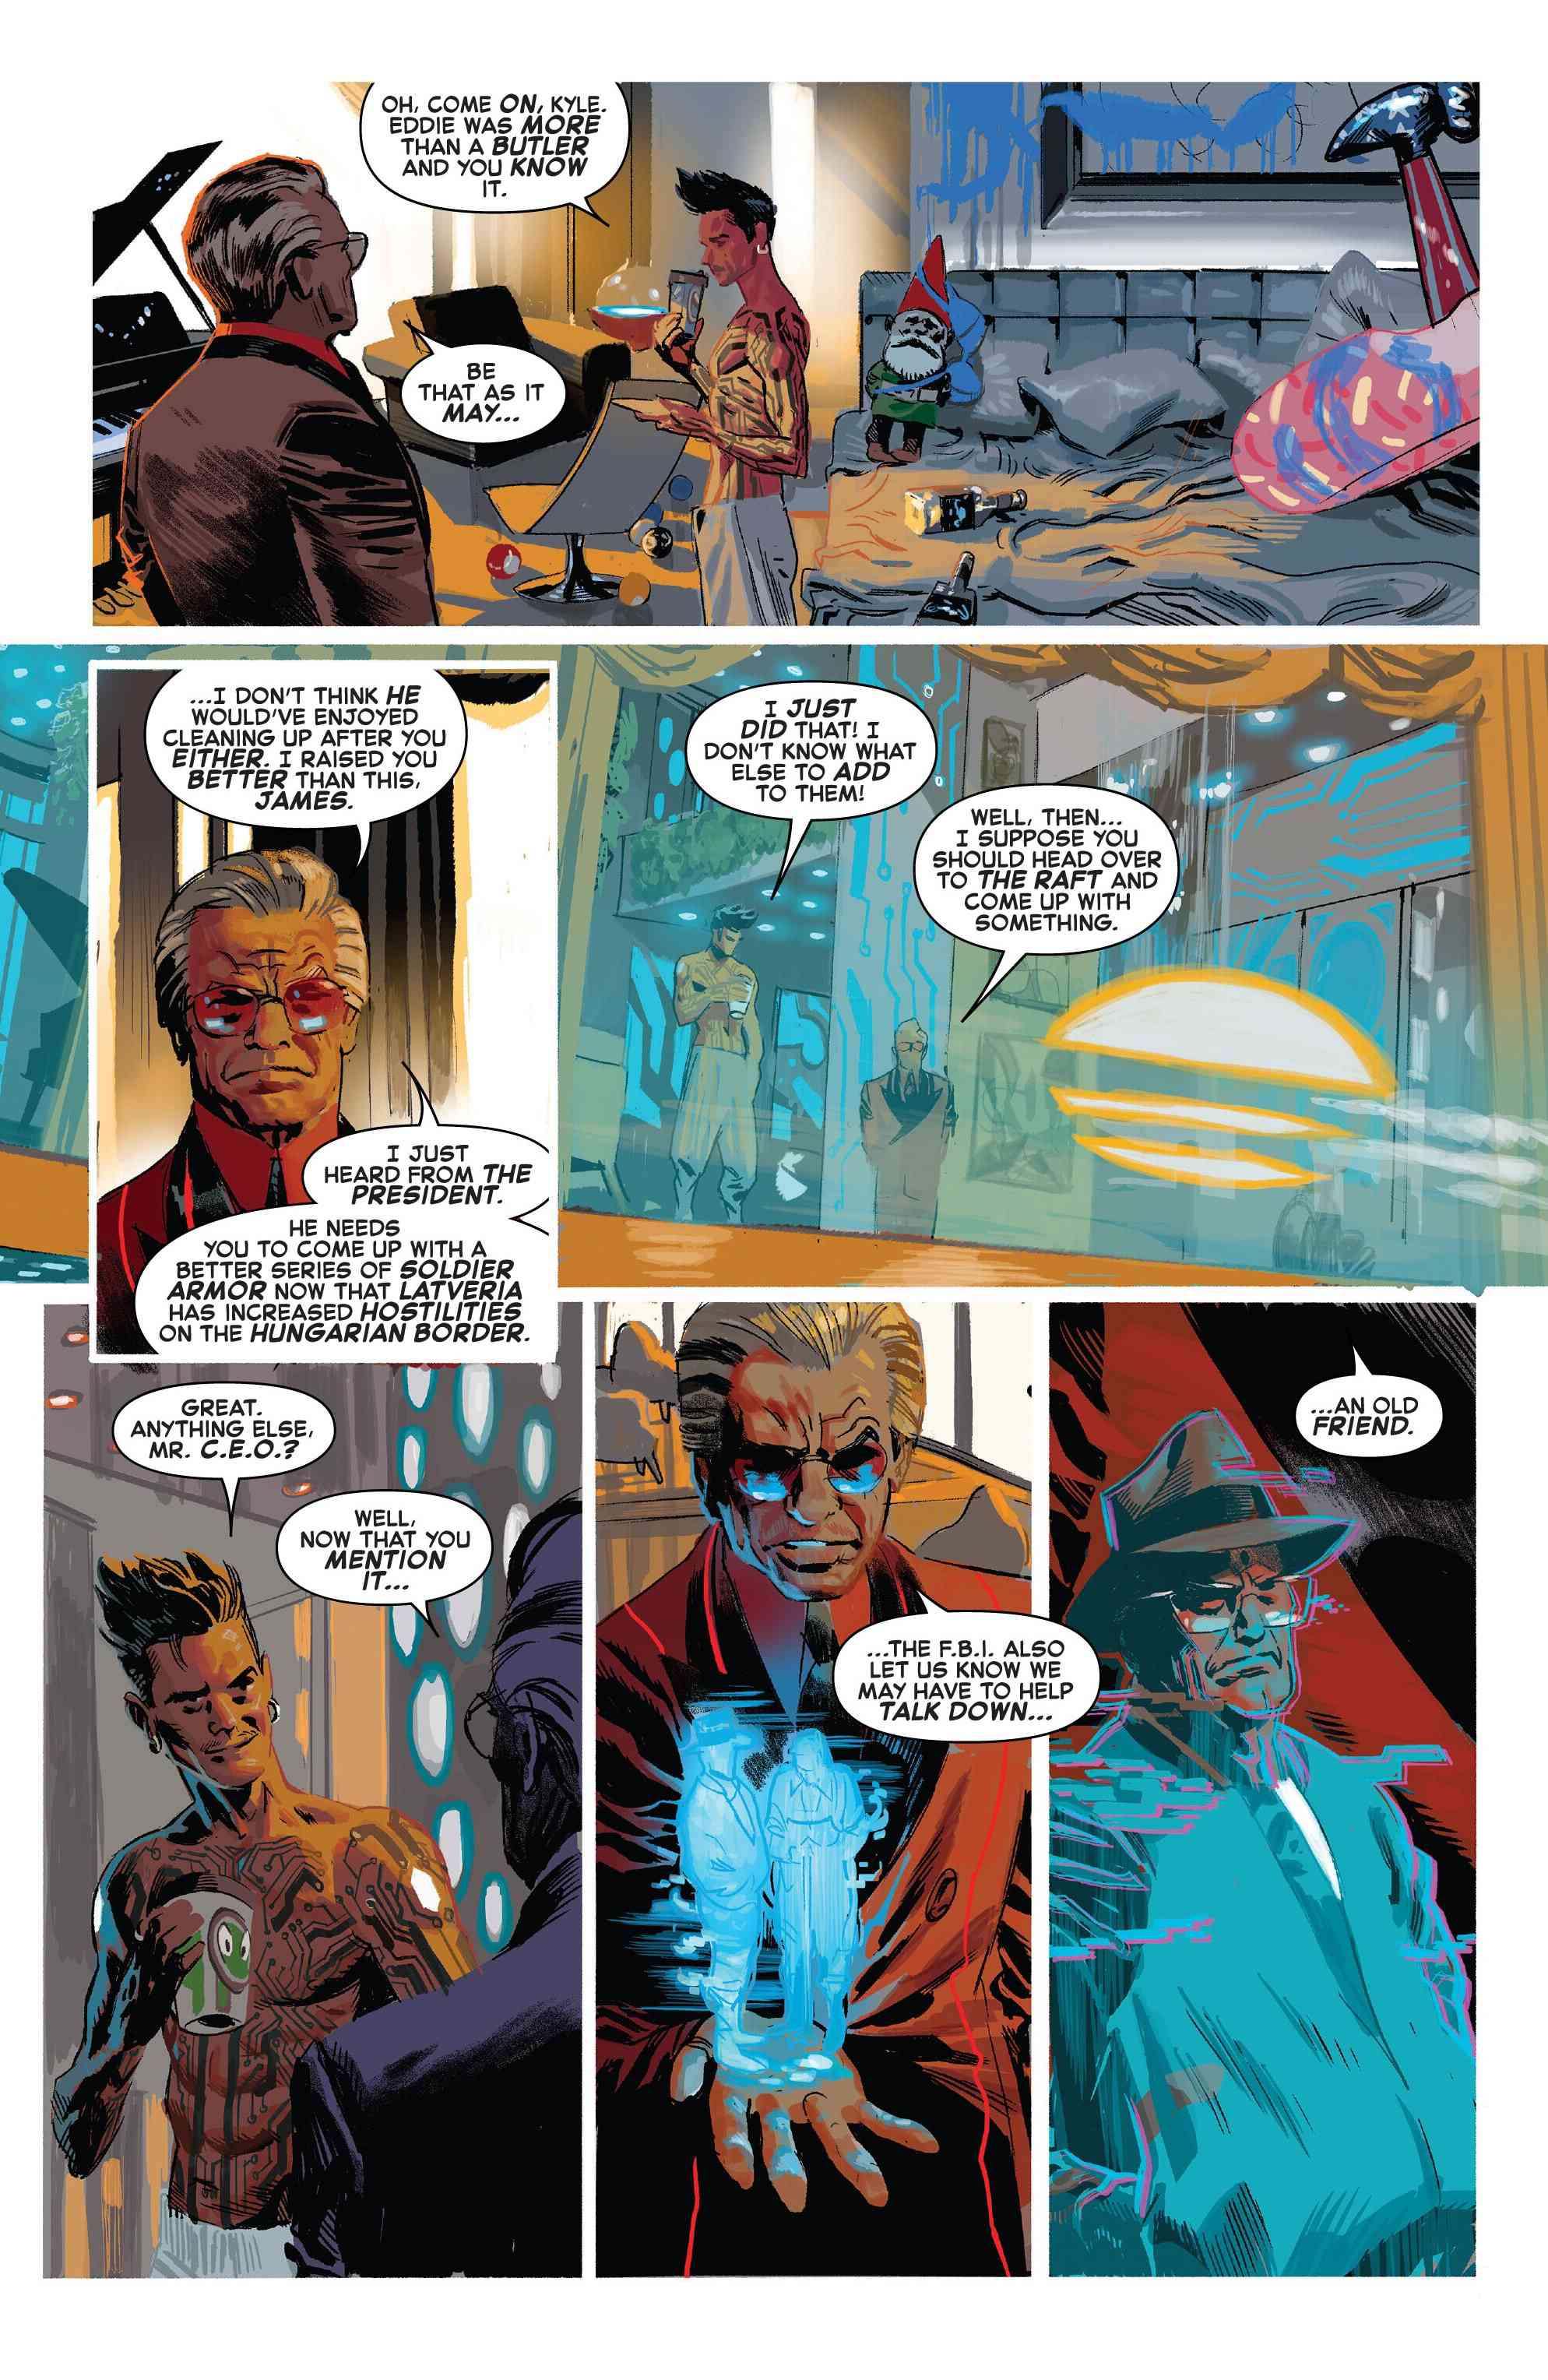 OH, COME ON, KYLE.
EDDIE WAS MORE
THAN A BUTLER
AND YOU KNOW
IT.
BE
THAT AS IT
MAY...
...I DON'T THINK HE
WOULD'VE ENJOYED
CLEANING UP AFTER YOU
EITHER. I RAISED YOU
BETTER THAN THIS,
JAMES.
I JUST
HEARD FROM THE
PRESIDENT.
HE NEEDS
YOU TO COME UP WITH A
BETTER SERIES OF SOLDIER
ARMOR NOW THAT LATVERIA
HAS INCREASED HOSTILITIES
ON THE HUNGARIAN BORDER.
I JUST
DID THAT! I
DON'T KNOW WHAT
ELSE TO ADD
TO THEM!
WELL, THEN...
I SUPPOSE YOU
SHOULD HEAD OVER
TO THE RAFT AND
COME UP WITH
SOMETHING.
GREAT.
ANYTHING ELSE,
MR. C.E.O.?
WELL,
NOW THAT YOU
MENTION
IT...
...THE F.B.I. ALSO
LET US KNOW WE
MAY HAVE TO HELP
TALK DOWN...
...AN OLD
FRIEND.